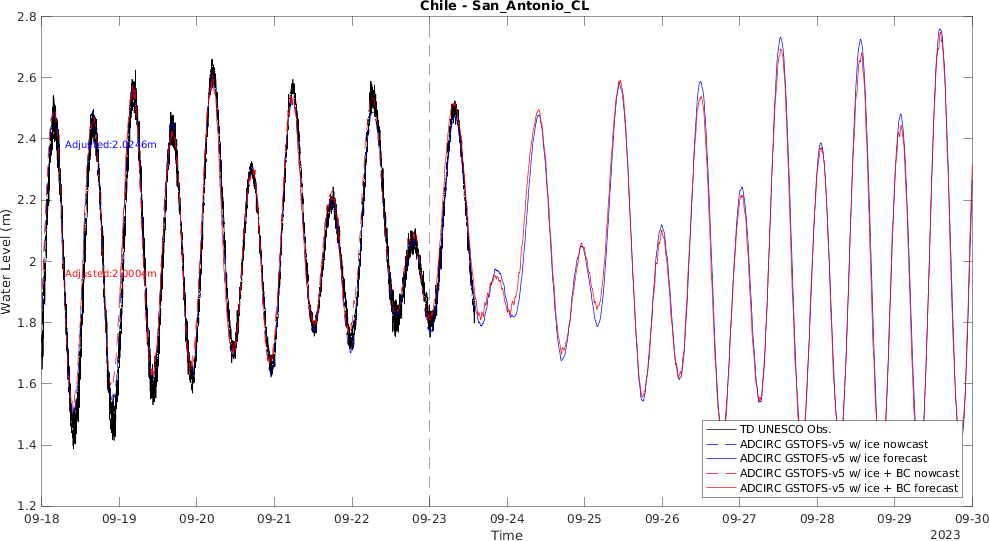 Chile - San_Antonio_CL
2.8
2.6
2.4
2.2
2
1.8
1.6
1.4
1.2
Water Level (m)
Adjusted:2.0246m
Adjusted:2.0004m
TD UNESCO Obs.
ADCIRC GSTOFS-v5 w/ ice nowcast
ADCIRC GSTOFS-v5 w/ ice forecast
ADCIRC GSTOFS-v5 w/ ice + BC nowcast
ADCIRC GSTOFS-v5 w/ ice + BC forecast
09-18 09-19 09-20 09-21 09-22 09-23 09-24 09-25 09-26 09-27 09-28 09-29 09-30
Time
2023